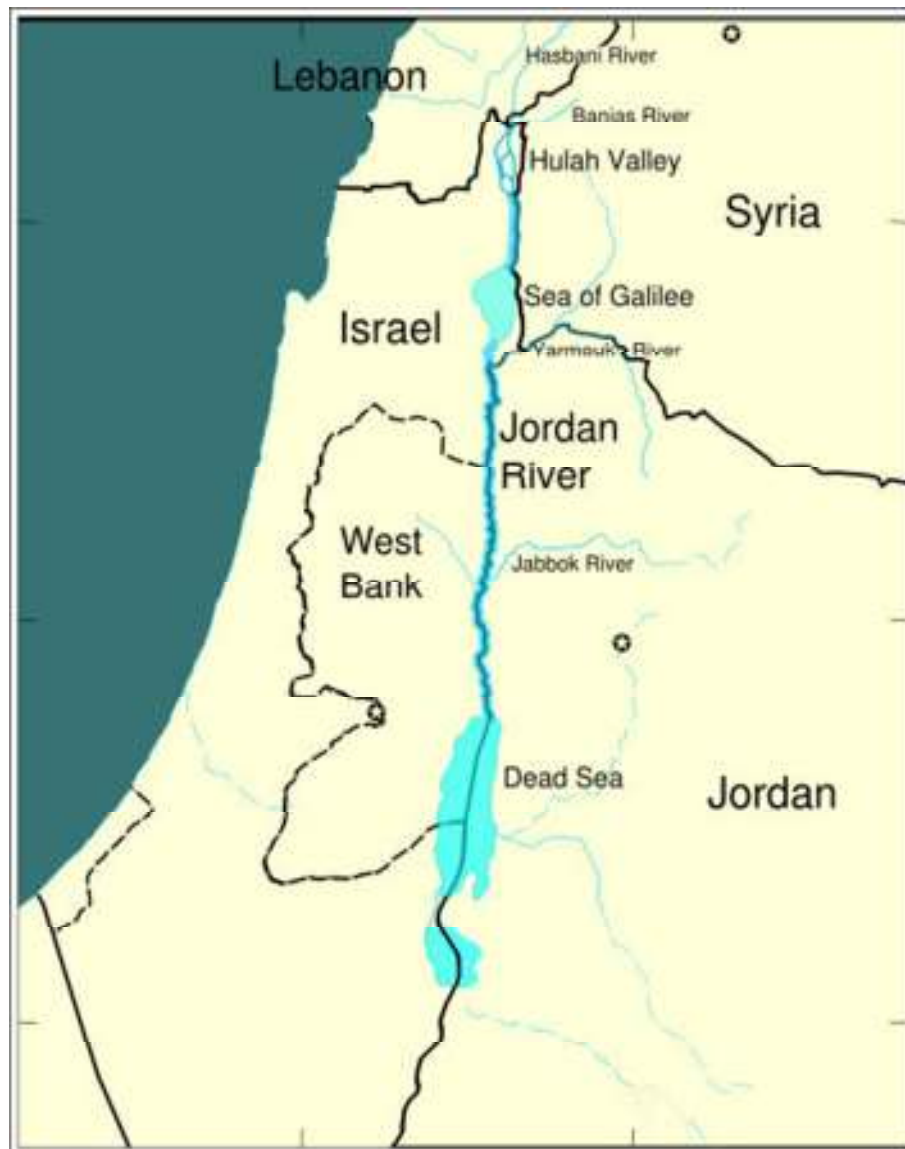 Hasbani River
Lebanon
Banias River
Hulah Valley
Syria
Sea of Galilee
Israel
Yarmouk River
Jordan
River
West
Bank
Jabbok River
Dead Sea
Jordan